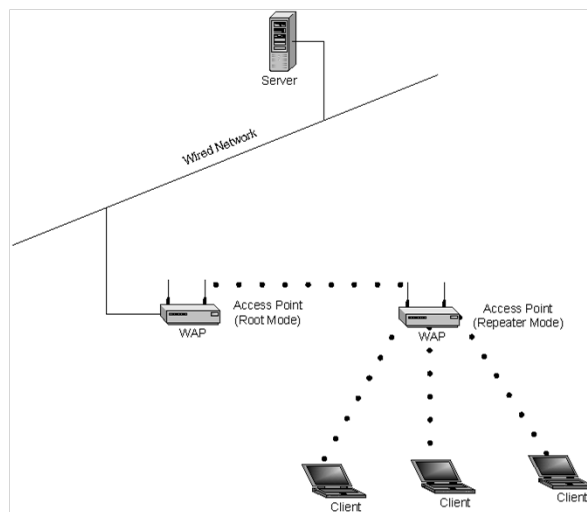 Server
Wired Network
Access Point
(Root Mode)
WAP
Access Point
(Repeater Mode)
WAP
Client
Client
Client